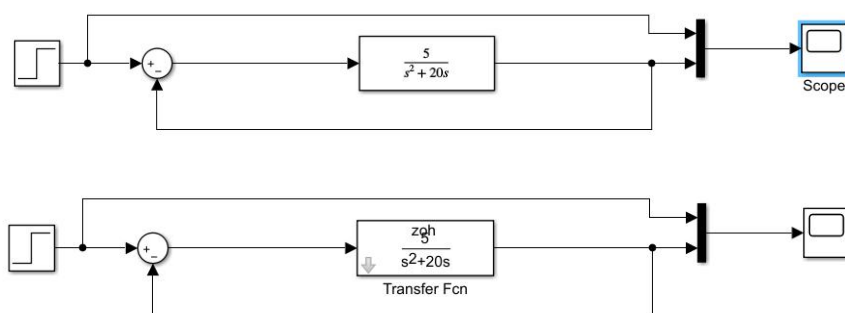 +
−
5
s² + 20s
Scope
+
−
zoh
5
s²+20s
Transfer Fcn